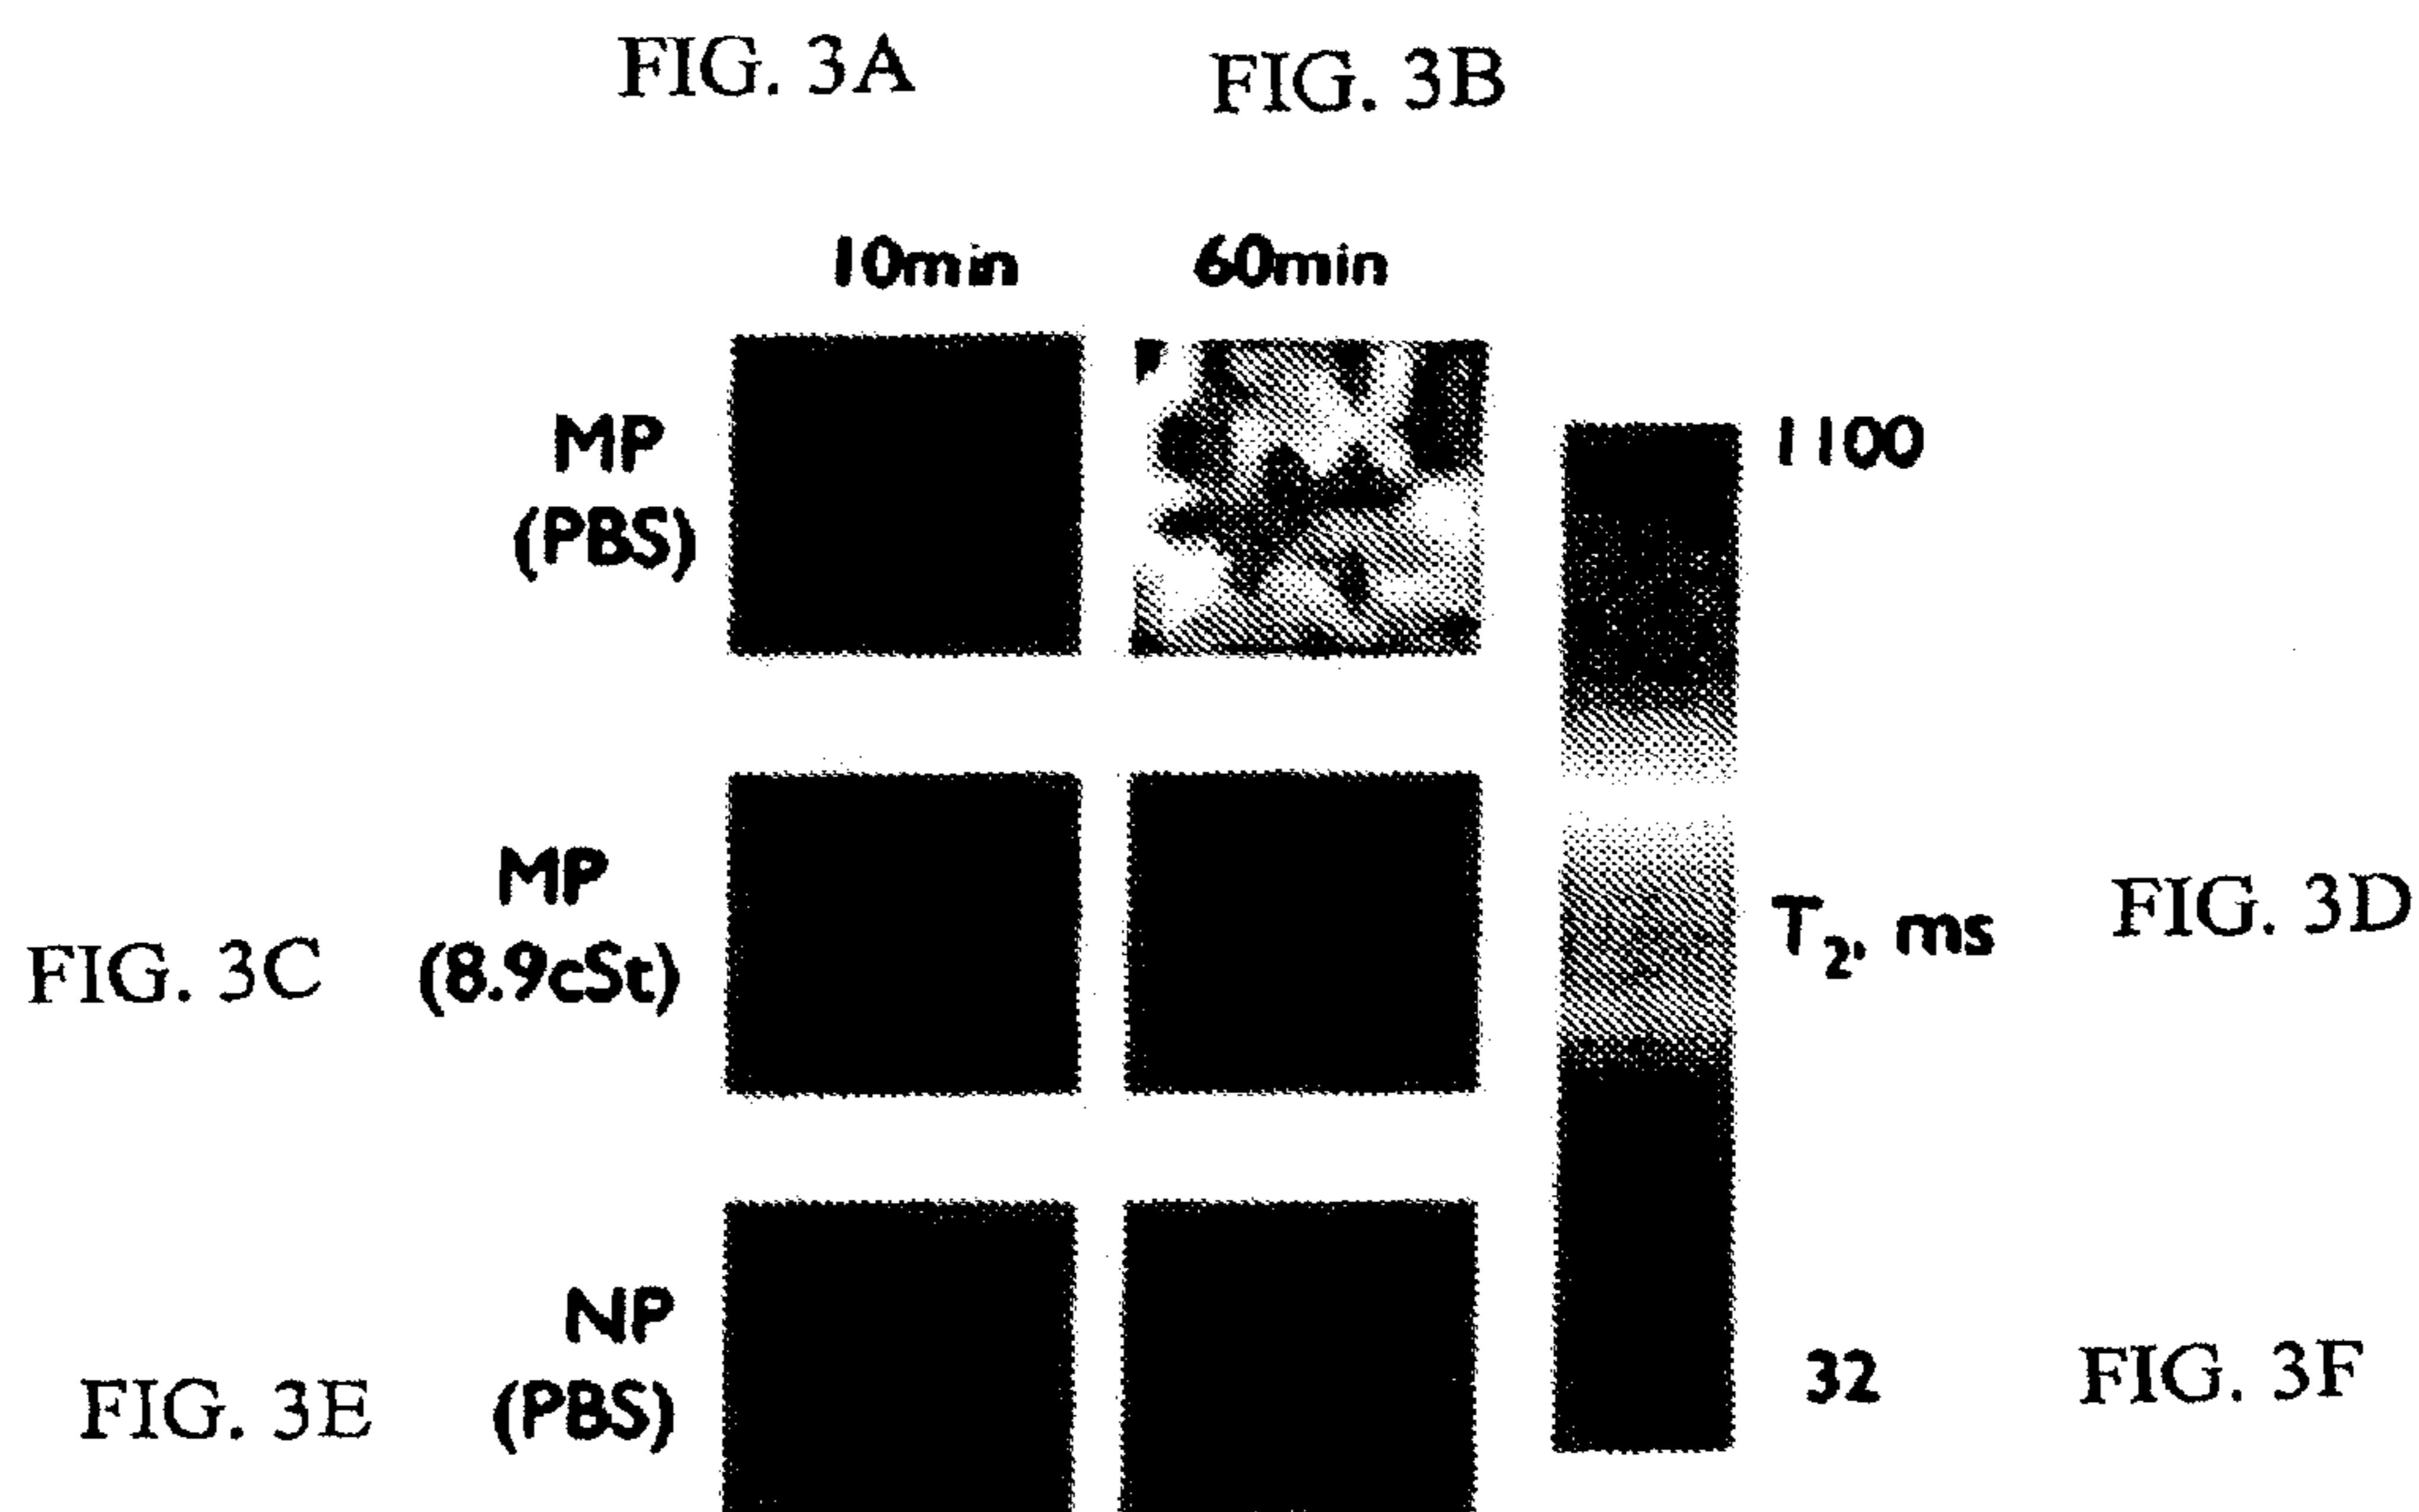 FIG. 3A
FIG. 3B
10min
60min
MP
(PBS)
1100
MP
(8.9cSt)
FIG. 3C
T2, ms
FIG. 3D
NP
(PBS)
FIG. 3E
32
FIG. 3F